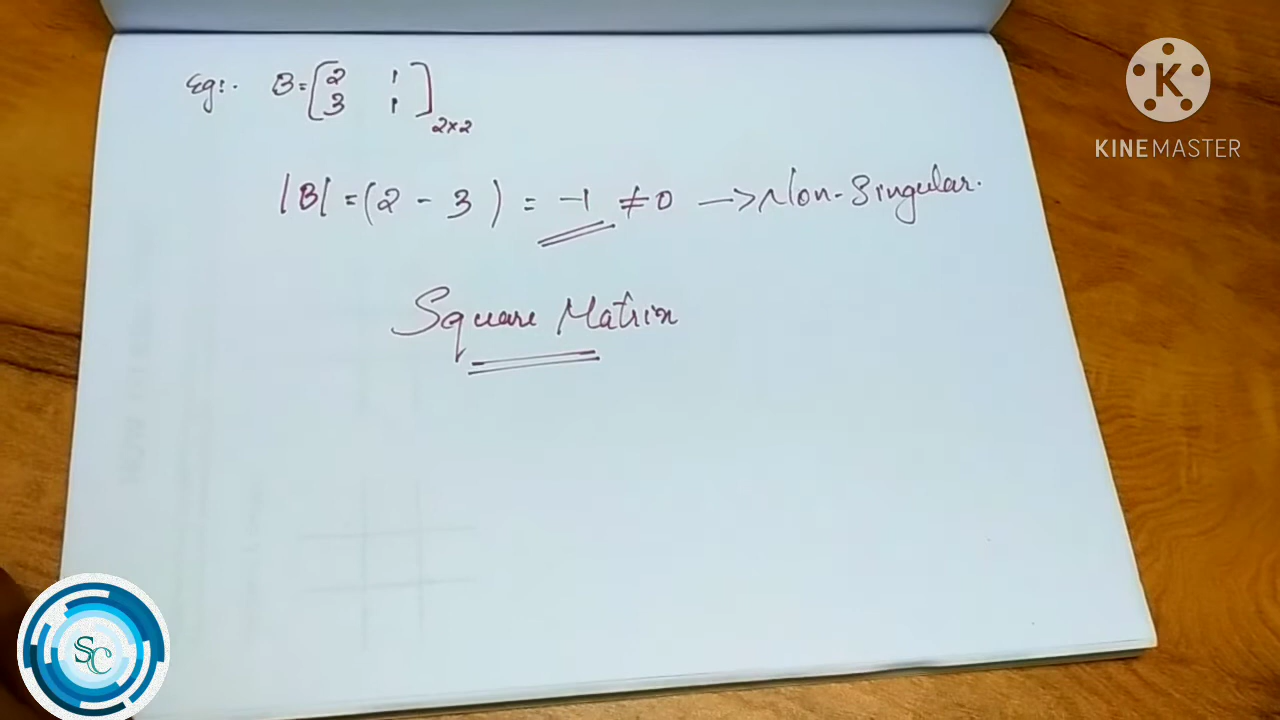 Eg:. B = [2 1
3 1] 2×2
|B| = (2 - 3) = -1 ≠ 0 → Non-Singular.
Square Matrix
K
KINEMASTER
SC